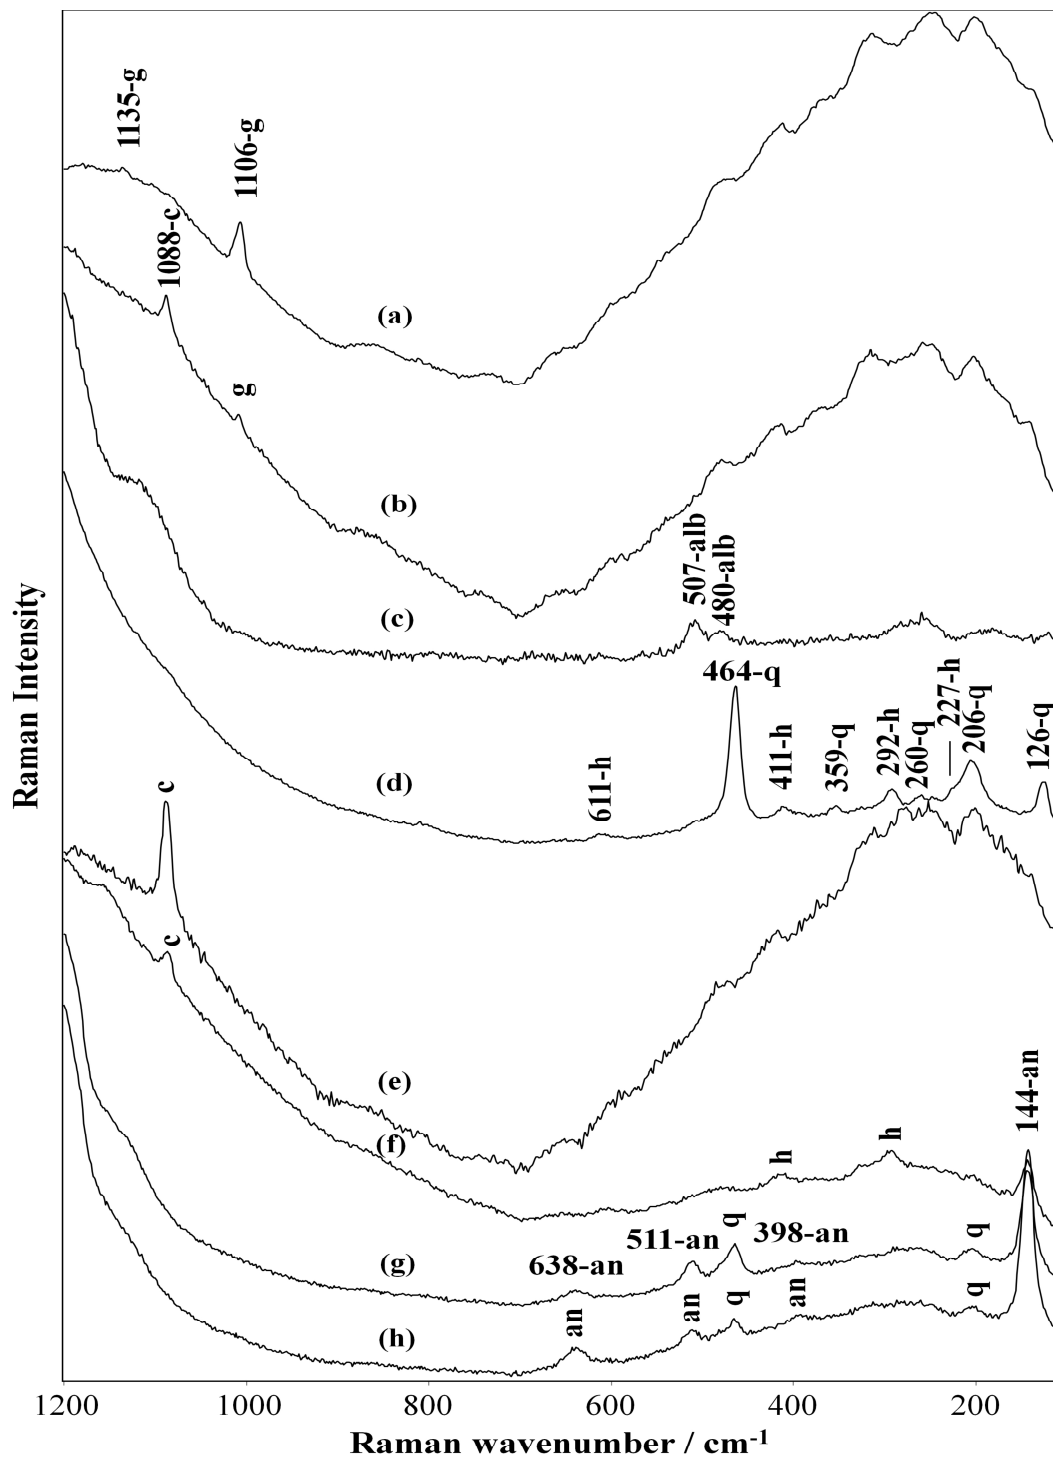 1135-g
1106-g
1088-c
(a)
g
(b)
507-alb
480-alb
(c)
464-q
227-h
206-q
126-q
292-h
260-q
411-h
359-q
611-h
(d)
c
c
(e)
(f)
144-an
h
h
q
398-an
511-an
638-an
q
(g)
an
an
q
an
q
(h)
Raman Intensity
1200
1000
800
600
400
200
Raman wavenumber / cm-1